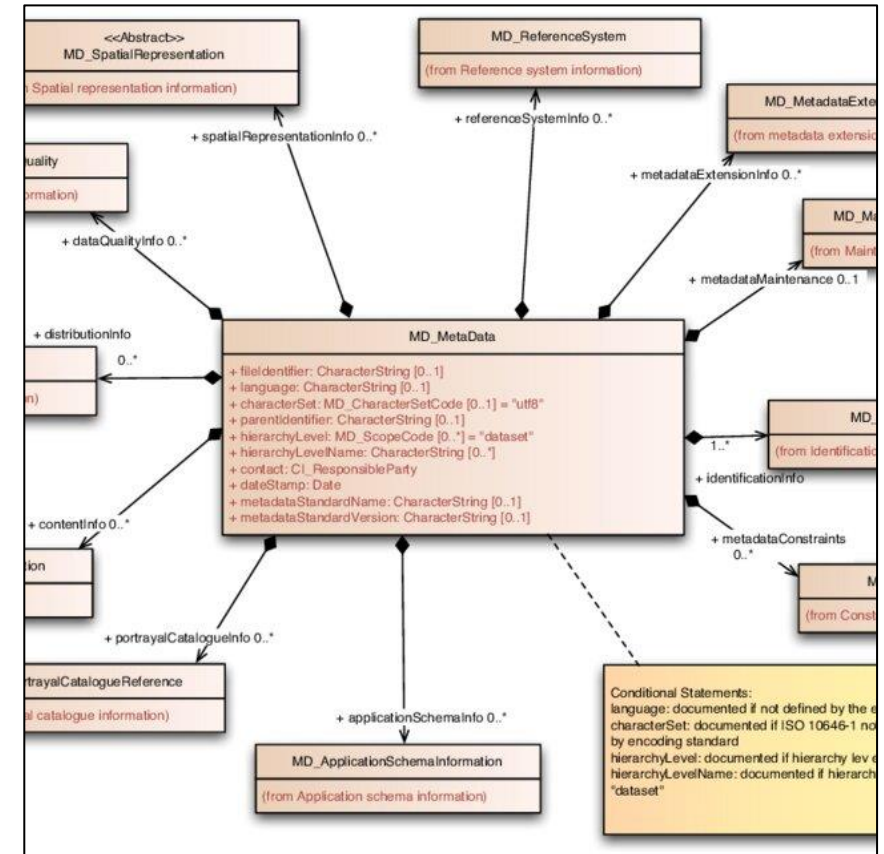 <<Abstract>>
MD_SpatialRepresentation
Spatial representation information)
MD_ReferenceSystem
(from Reference system information)
+ spatialRepresentationInfo 0..*
+ referenceSystemInfo 0..*
MD_MetadataExte
(from metadata extensio
+ metadataExtensionInfo 0..*
uality
ormation)
+ dataQualityInfo 0..*
MD_Ma
(from Maint
+ metadataMaintenance 0..1
+ distributionInfo
0..*
n)
MD_MetaData
+ fileIdentifier: CharacterString [0..1]
+ language: CharacterString [0..1]
+ characterSet: MD_CharacterSetCode [0..1] = "utf8"
+ parentIdentifier: CharacterString [0..1]
+ hierarchyLevel: MD_ScopeCode [0..*] = "dataset"
+ hierarchyLevelName: CharacterString [0..*]
+ contact: CI_ResponsibleParty
+ dateStamp: Date
+ metadataStandardName: CharacterString [0..1]
+ metadataStandardVersion: CharacterString [0..1]
MD_
(from Identificatio
1..*
+ identificationInfo
+ contentInfo 0..*
tion
+ metadataConstraints
0..*
M
(from Const
+ portrayalCatalogueInfo 0..*
rtrayalCatalogueReference
al catalogue information)
+ applicationSchemaInfo 0..*
MD_ApplicationSchemaInformation
(from Application schema information)
Conditional Statements:
language: documented if not defined by the e
characterSet: documented if ISO 10646-1 no
by encoding standard
hierarchyLevel: documented if hierarchy lev e
hierarchyLevelName: documented if hierarch
"dataset"